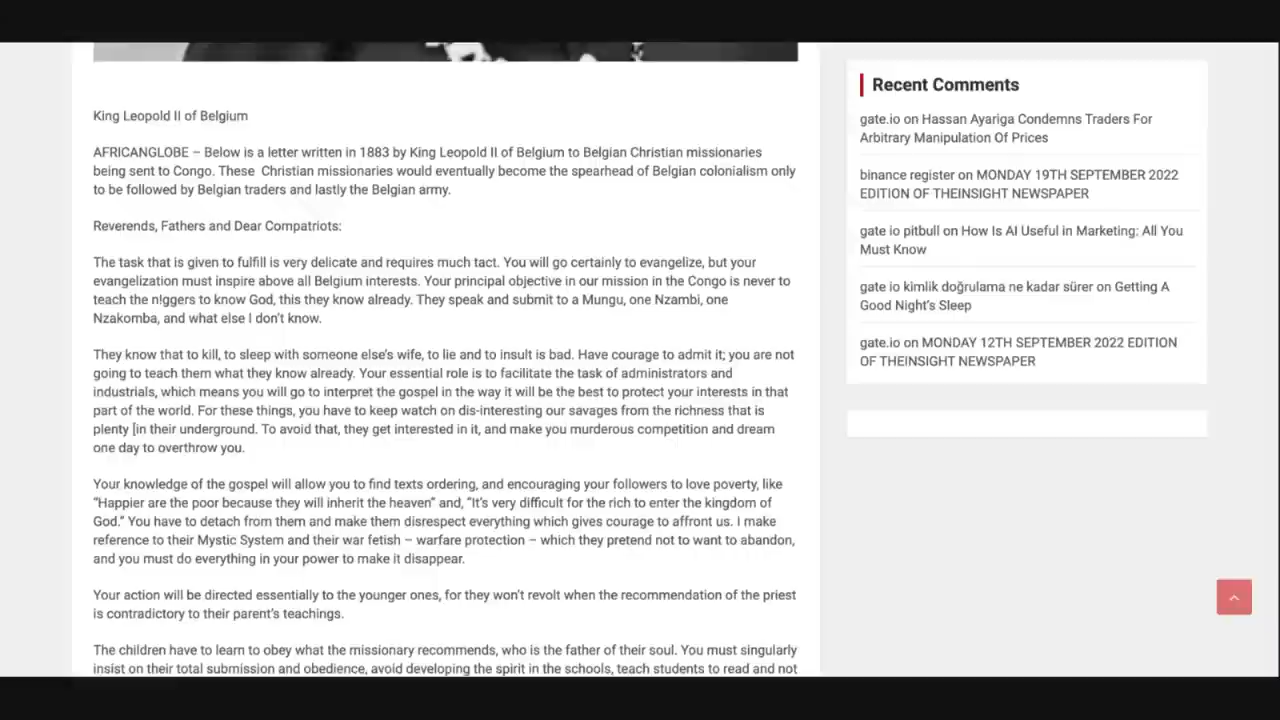 King Leopold II of Belgium
AFRICANGLOBE – Below is a letter written in 1883 by King Leopold II of Belgium to Belgian Christian missionaries
being sent to Congo. These  Christian missionaries would eventually become the spearhead of Belgian colonialism only
to be followed by Belgian traders and lastly the Belgian army.
Reverends, Fathers and Dear Compatriots:
The task that is given to fulfill is very delicate and requires much tact. You will go certainly to evangelize, but your
evangelization must inspire above all Belgium interests. Your principal objective in our mission in the Congo is never to
teach the n!ggers to know God, this they know already. They speak and submit to a Mungu, one Nzambi, one
Nzakomba, and what else I don't know.
They know that to kill, to sleep with someone else's wife, to lie and to insult is bad. Have courage to admit it; you are not
going to teach them what they know already. Your essential role is to facilitate the task of administrators and
industrials, which means you will go to interpret the gospel in the way it will be the best to protect your interests in that
part of the world. For these things, you have to keep watch on dis-interesting our savages from the richness that is
plenty [in their underground. To avoid that, they get interested in it, and make you murderous competition and dream
one day to overthrow you.
Your knowledge of the gospel will allow you to find texts ordering, and encouraging your followers to love poverty, like
“Happier are the poor because they will inherit the heaven” and, “It's very difficult for the rich to enter the kingdom of
God.” You have to detach from them and make them disrespect everything which gives courage to affront us. I make
reference to their Mystic System and their war fetish – warfare protection – which they pretend not to want to abandon,
and you must do everything in your power to make it disappear.
Your action will be directed essentially to the younger ones, for they won't revolt when the recommendation of the priest
is contradictory to their parent's teachings.
The children have to learn to obey what the missionary recommends, who is the father of their soul. You must singularly
insist on their total submission and obedience, avoid developing the spirit in the schools, teach students to read and not
Recent Comments
gate.io on Hassan Ayariga Condemns Traders For
Arbitrary Manipulation Of Prices
binance register on MONDAY 19TH SEPTEMBER 2022
EDITION OF THEINSIGHT NEWSPAPER
gate io pitbull on How Is AI Useful in Marketing: All You
Must Know
gate io kimlik doğrulama ne kadar sürer on Getting A
Good Night's Sleep
gate.io on MONDAY 12TH SEPTEMBER 2022 EDITION
OF THEINSIGHT NEWSPAPER